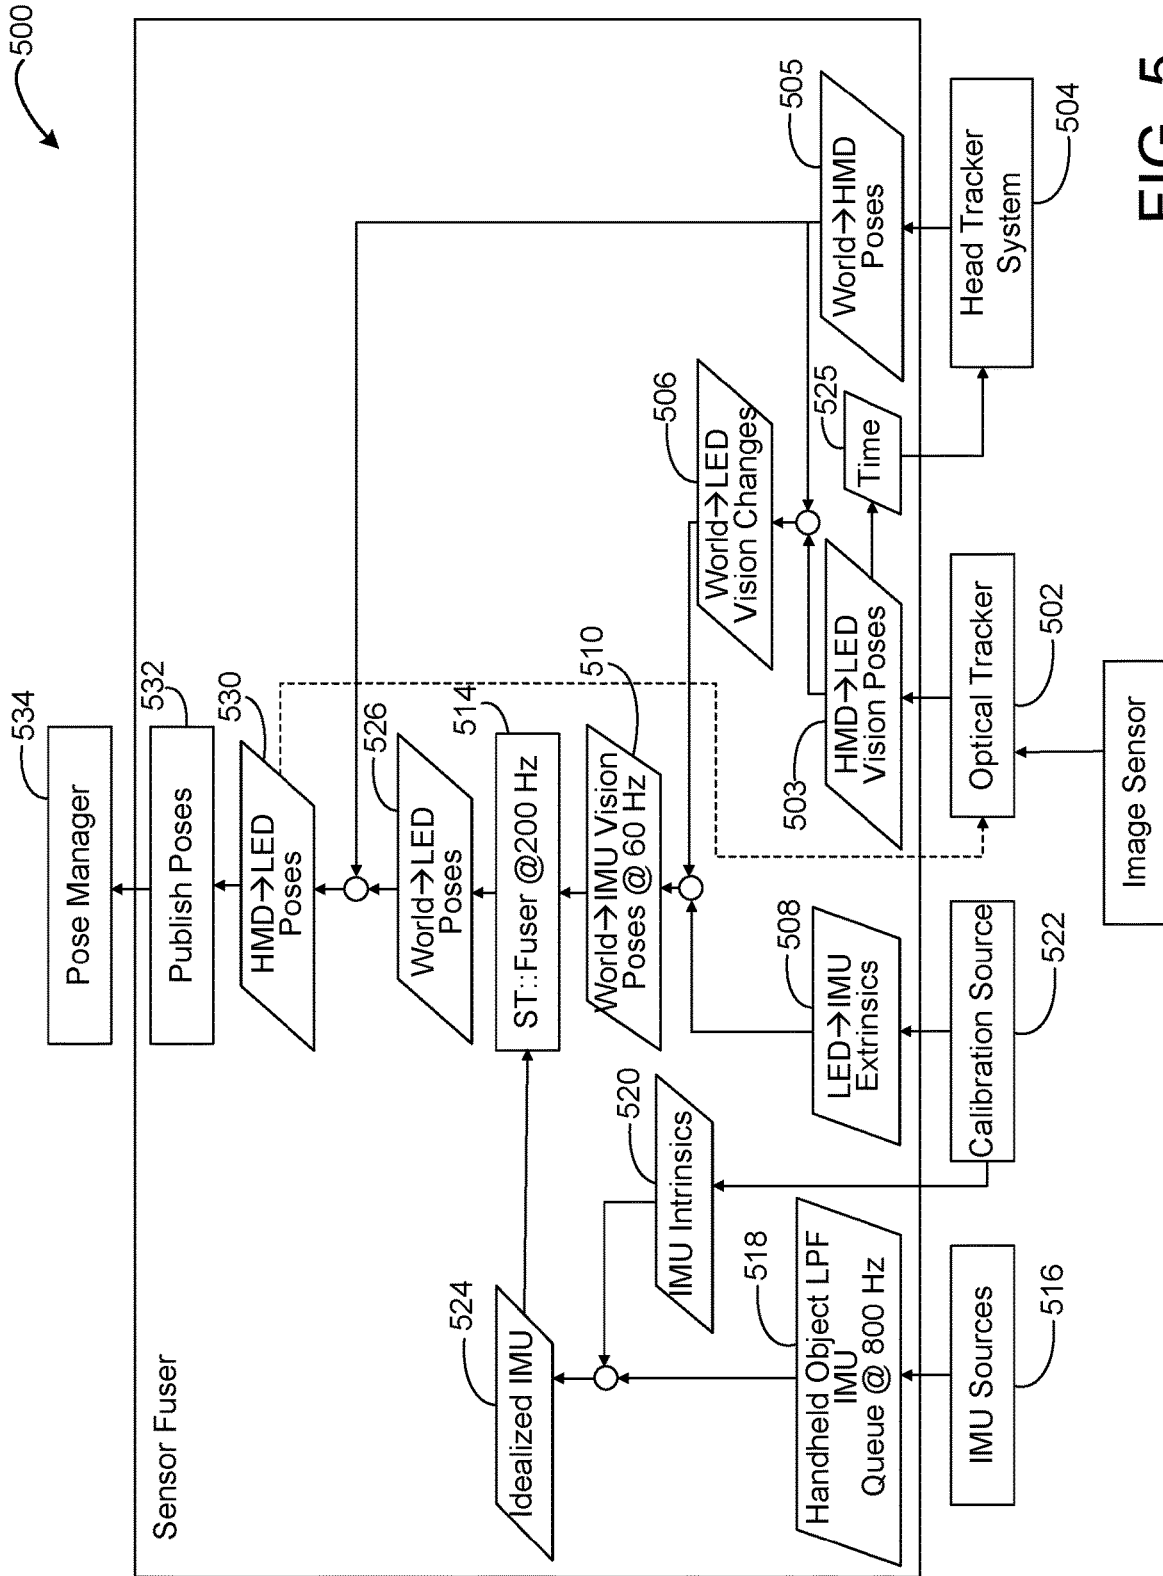 500
Sensor Fuser
Pose Manager
534
Publish Poses
532
HMD→LED
Poses
530
World→LED
Poses
526
ST::Fuser @200 Hz
514
World→IMU Vision
Poses @ 60 Hz
510
Idealized IMU
524
IMU Intrinsics
520
World→LED
Vision Changes
506
Handheld Object LPF
IMU
Queue @ 800 Hz
518
LED→IMU
Extrinsics
508
HMD→LED
Vision Poses
503
Time
525
World→HMD
Poses
505
IMU Sources
516
Calibration Source
522
Optical Tracker
502
Head Tracker
System
504
Image Sensor
FIG. 5